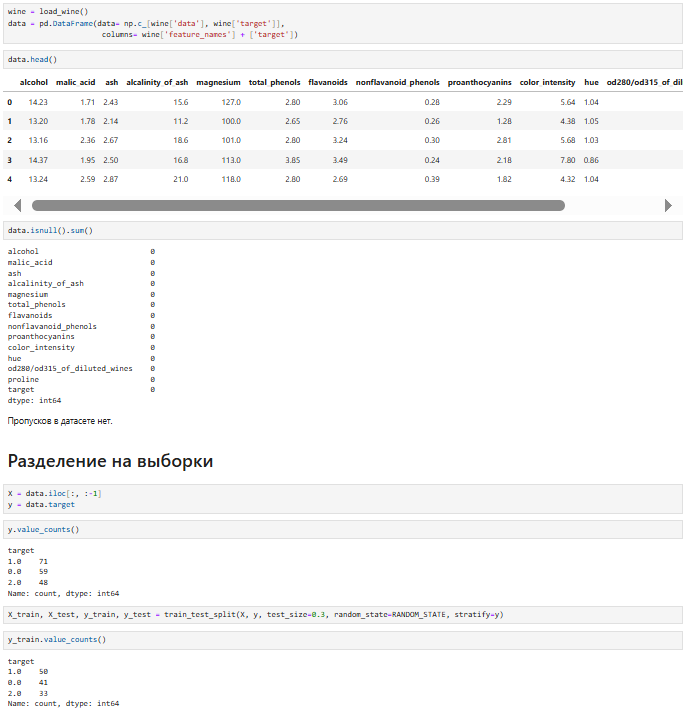 wine = load_wine()
data = pd.DataFrame(data= np.c_[wine['data'], wine['target']],
columns= wine['feature_names'] + ['target'])
data.head()
alcohol malic_acid ash alcalinity_of_ash magnesium total_phenols flavanoids nonflavanoid_phenols proanthocyanins color_intensity hue od280/od315_of_dil
0 14.23 1.71 2.43 15.6 127.0 2.80 3.06 0.28 2.29 5.64 1.04
1 13.20 1.78 2.14 11.2 100.0 2.65 2.76 0.26 1.28 4.38 1.05
2 13.16 2.36 2.67 18.6 101.0 2.80 3.24 0.30 2.81 5.68 1.03
3 14.37 1.95 2.50 16.8 113.0 3.85 3.49 0.24 2.18 7.80 0.86
4 13.24 2.59 2.87 21.0 118.0 2.80 2.69 0.39 1.82 4.32 1.04
data.isnull().sum()
alcohol 0
malic_acid 0
ash 0
alcalinity_of_ash 0
magnesium 0
total_phenols 0
flavanoids 0
nonflavanoid_phenols 0
proanthocyanins 0
color_intensity 0
hue 0
od280/od315_of_diluted_wines 0
proline 0
target 0
dtype: int64
Пропусков в датасете нет.
Разделение на выборки
X = data.iloc[:, :-1]
y = data.target
y.value_counts()
target
1.0 71
0.0 59
2.0 48
Name: count, dtype: int64
X_train, X_test, y_train, y_test = train_test_split(X, y, test_size=0.3, random_state=RANDOM_STATE, stratify=y)
y_train.value_counts()
target
1.0 50
0.0 41
2.0 33
Name: count, dtype: int64